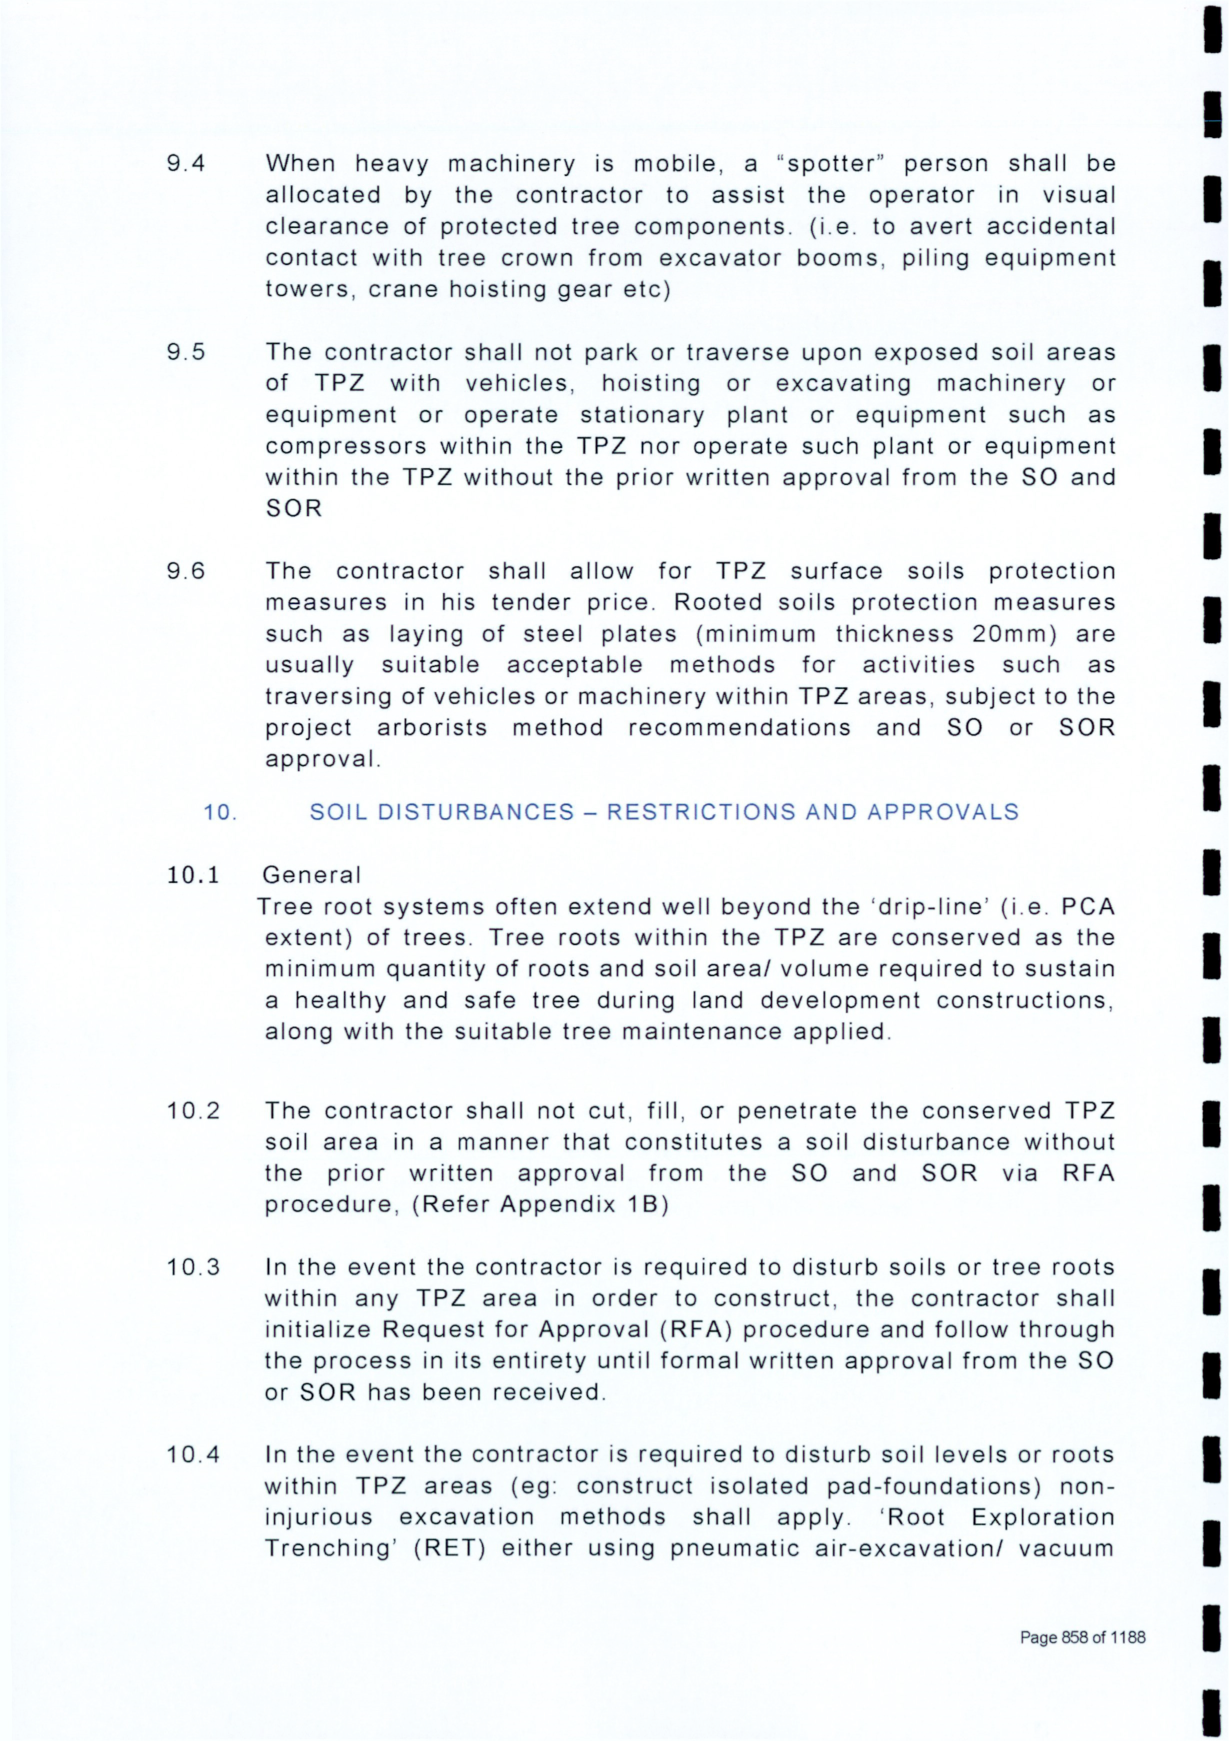 9.4 When heavy machinery is mobile, a “spotter” person shall be
allocated by the contractor to assist the operator in visual
clearance of protected tree components. (i.e. to avert accidental
contact with tree crown from excavator booms, piling equipment
towers, crane hoisting gear etc)
9.5 The contractor shall not park or traverse upon exposed soil areas
of TPZ with vehicles, hoisting or excavating machinery or
equipment or operate stationary plant or equipment such as
compressors within the TPZ nor operate such plant or equipment
within the TPZ without the prior written approval from the SO and
SOR
9.6 The contractor shall allow for TPZ surface soils protection
measures in his tender price. Rooted soils protection measures
such as laying of steel plates (minimum thickness 20mm) are
usually suitable acceptable methods for activities such as
traversing of vehicles or machinery within TPZ areas, subject to the
project arborists method recommendations and SO or SOR
approval.
10. SOIL DISTURBANCES – RESTRICTIONS AND APPROVALS
10.1 General
Tree root systems often extend well beyond the ‘drip-line’ (i.e. PCA
extent) of trees. Tree roots within the TPZ are conserved as the
minimum quantity of roots and soil area/ volume required to sustain
a healthy and safe tree during land development constructions,
along with the suitable tree maintenance applied.
10.2 The contractor shall not cut, fill, or penetrate the conserved TPZ
soil area in a manner that constitutes a soil disturbance without
the prior written approval from the SO and SOR via RFA
procedure, (Refer Appendix 1B)
10.3 In the event the contractor is required to disturb soils or tree roots
within any TPZ area in order to construct, the contractor shall
initialize Request for Approval (RFA) procedure and follow through
the process in its entirety until formal written approval from the SO
or SOR has been received.
10.4 In the event the contractor is required to disturb soil levels or roots
within TPZ areas (eg: construct isolated pad-foundations) non-
injurious excavation methods shall apply. ‘Root Exploration
Trenching’ (RET) either using pneumatic air-excavation/ vacuum
Page 858 of 1188